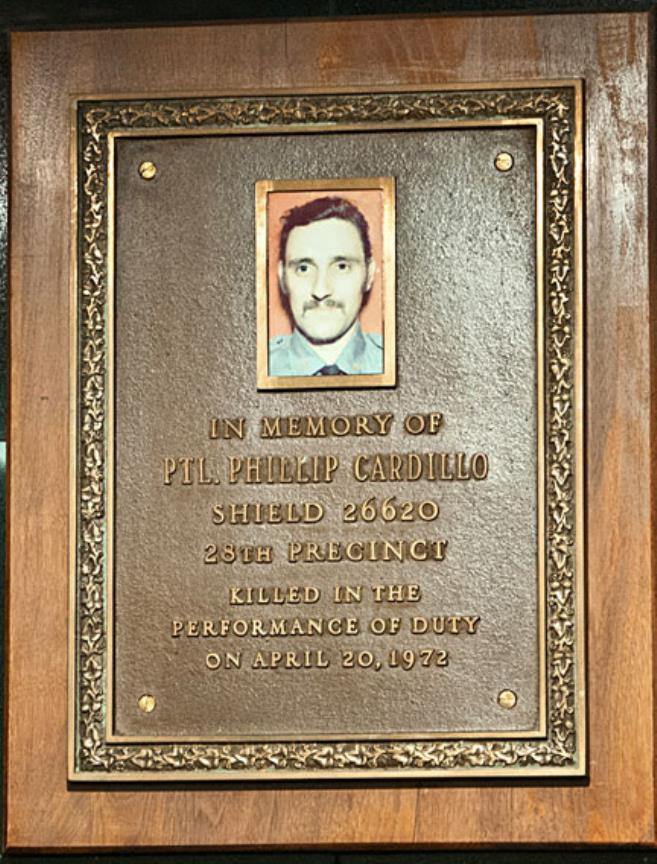 IN MEMORY OF
PTL. PHILLIP CARDILLO
SHIELD 26620
28TH PRECINCT
KILLED IN THE
PERFORMANCE OF DUTY
ON APRIL 20, 1972